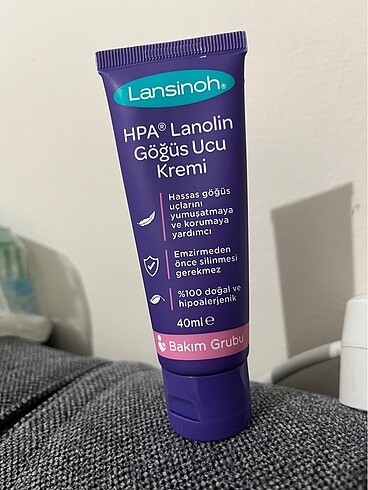 Lansinoh®
HPA® Lanolin
Göğüs Ucu
Kremi
Hassas göğüs
uçlarını
yumuşatmaya
ve korumaya
yardımcı
Emzirmeden
önce silinmesi
gerekmez
%100 doğal ve
hipoalerjenik
40ml℮
Bakım Grubu